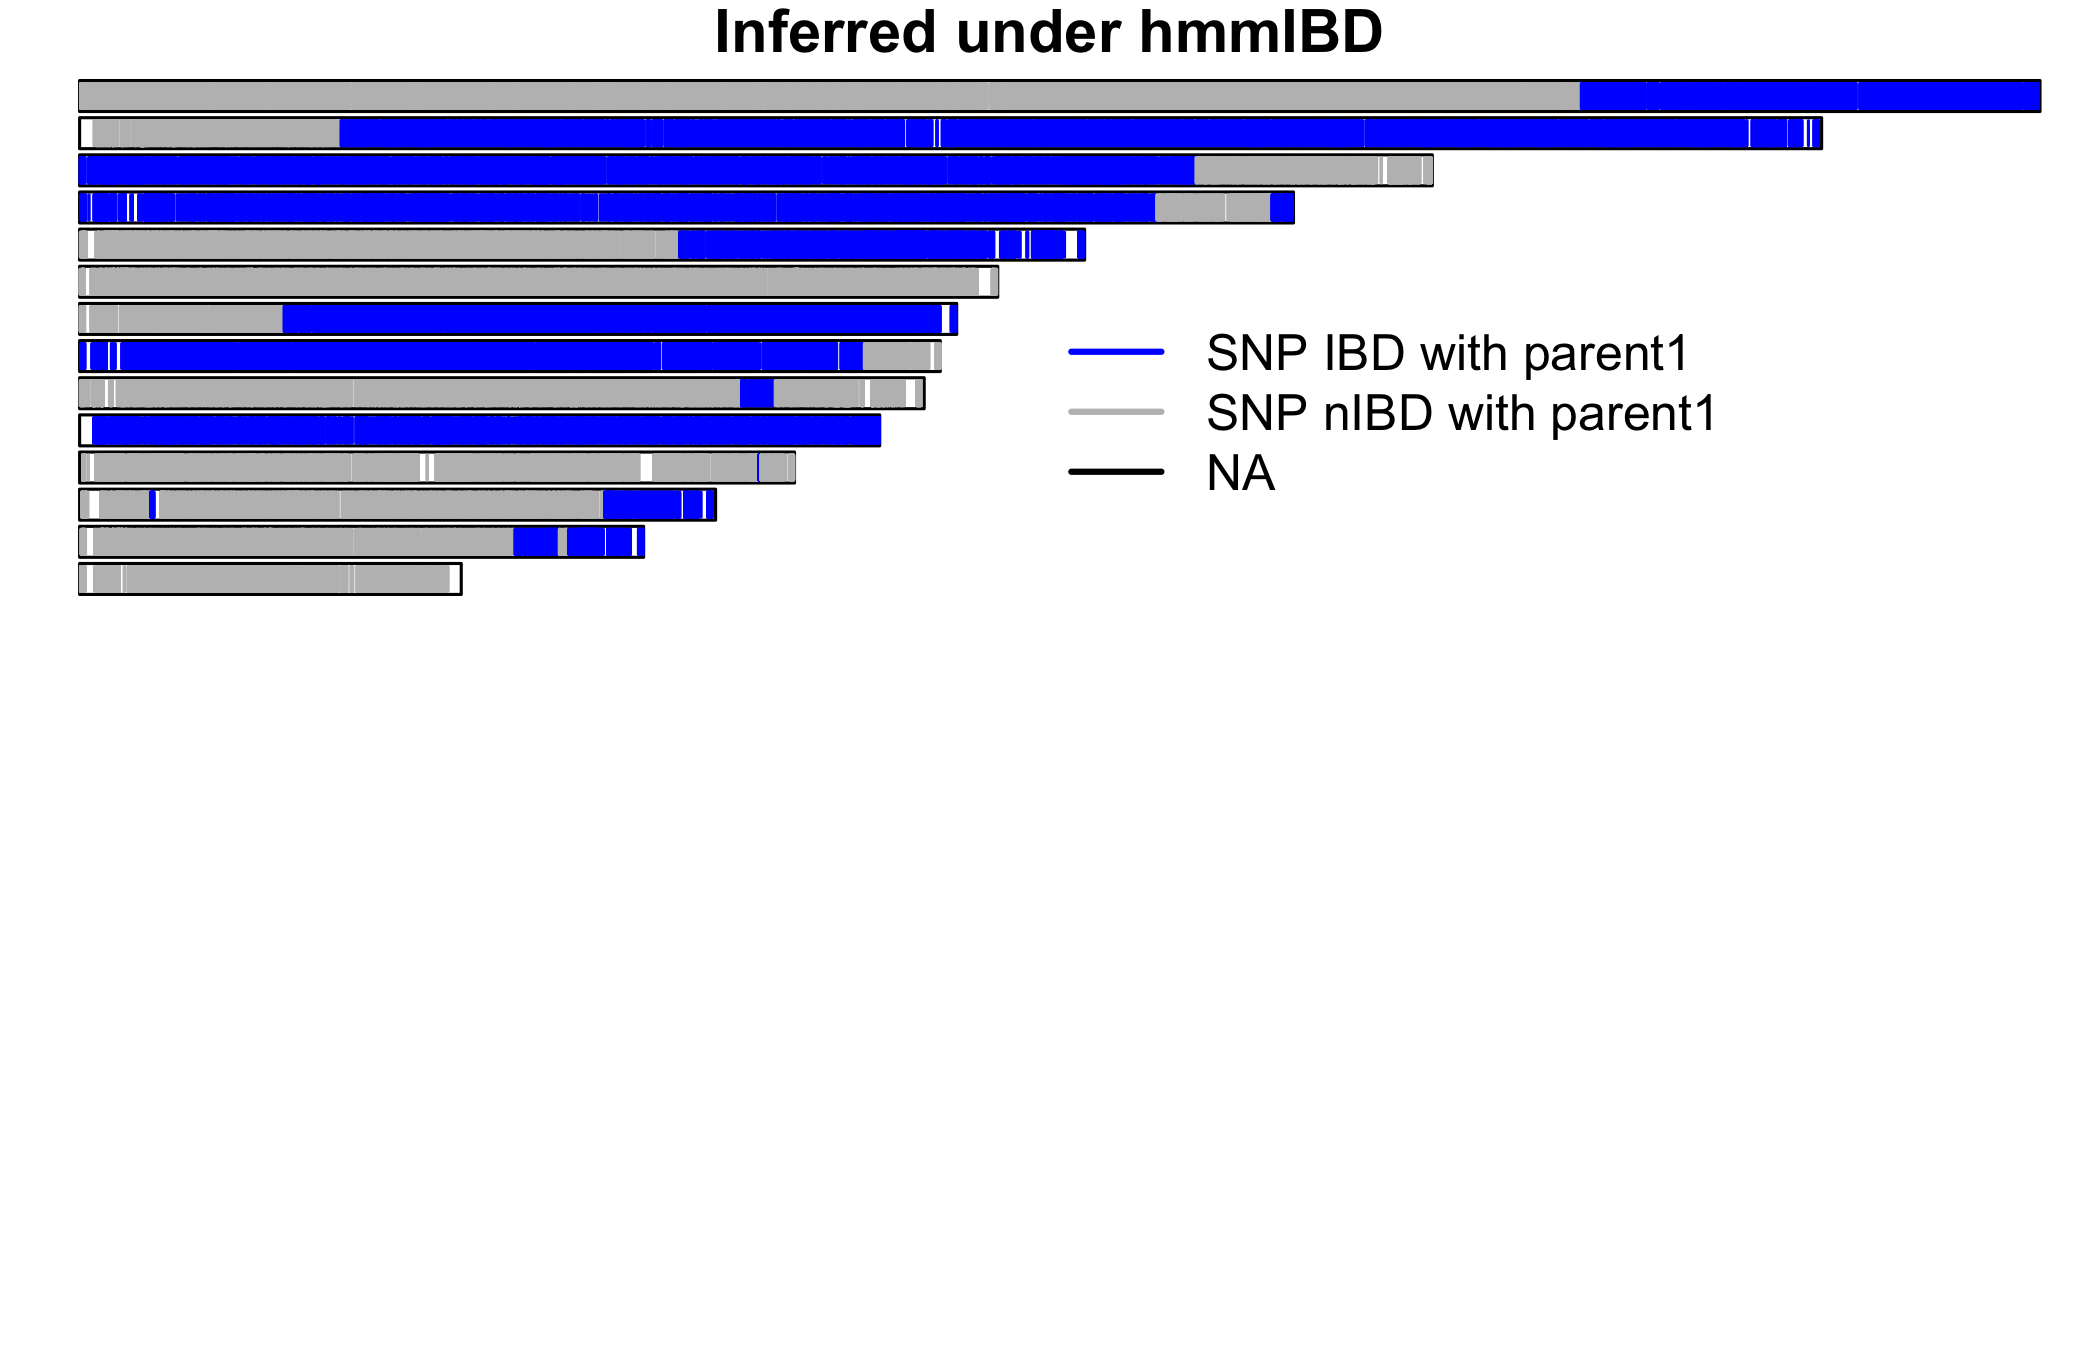 Inferred under hmmIBD
SNP IBD with parent1
SNP nIBD with parent1
NA